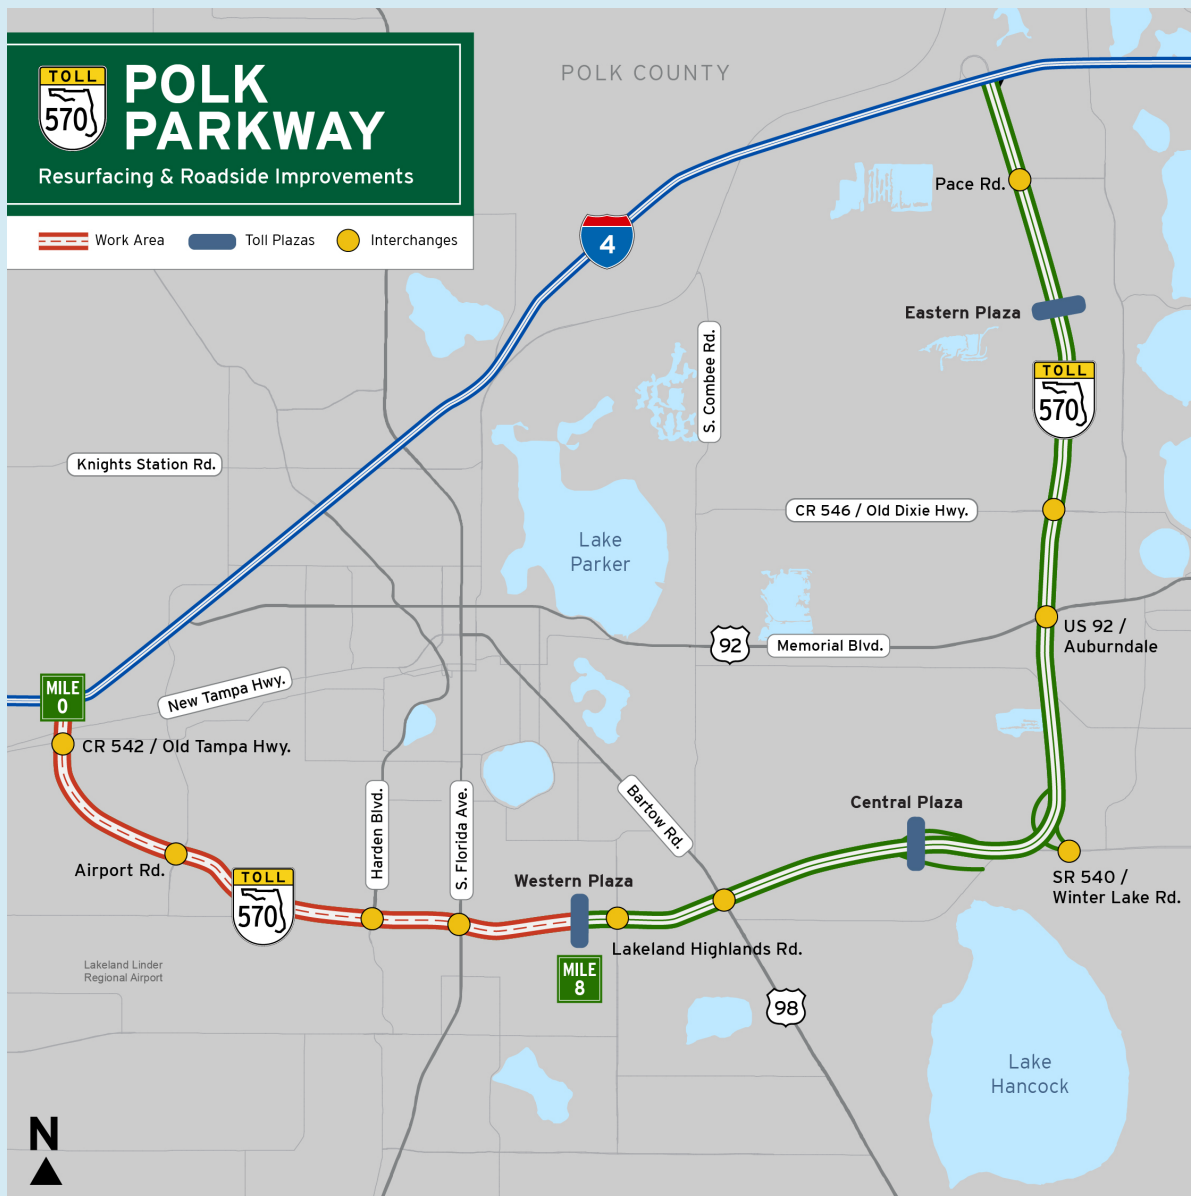 POLK COUNTY
TOLL
570
POLK
PARKWAY
Resurfacing & Roadside Improvements
Work Area
Toll Plazas
Interchanges
4
Pace Rd.
Eastern Plaza
TOLL
570
S. Combee Rd.
Knights Station Rd.
CR 546 / Old Dixie Hwy.
Lake
Parker
US 92 /
Auburndale
92
Memorial Blvd.
MILE
0
New Tampa Hwy.
CR 542 / Old Tampa Hwy.
Harden Blvd.
S. Florida Ave.
Bartow Rd.
Central Plaza
Airport Rd.
TOLL
570
Western Plaza
SR 540 /
Winter Lake Rd.
Lakeland Highlands Rd.
Lakeland Linder
Regional Airport
MILE
8
98
Lake
Hancock
N